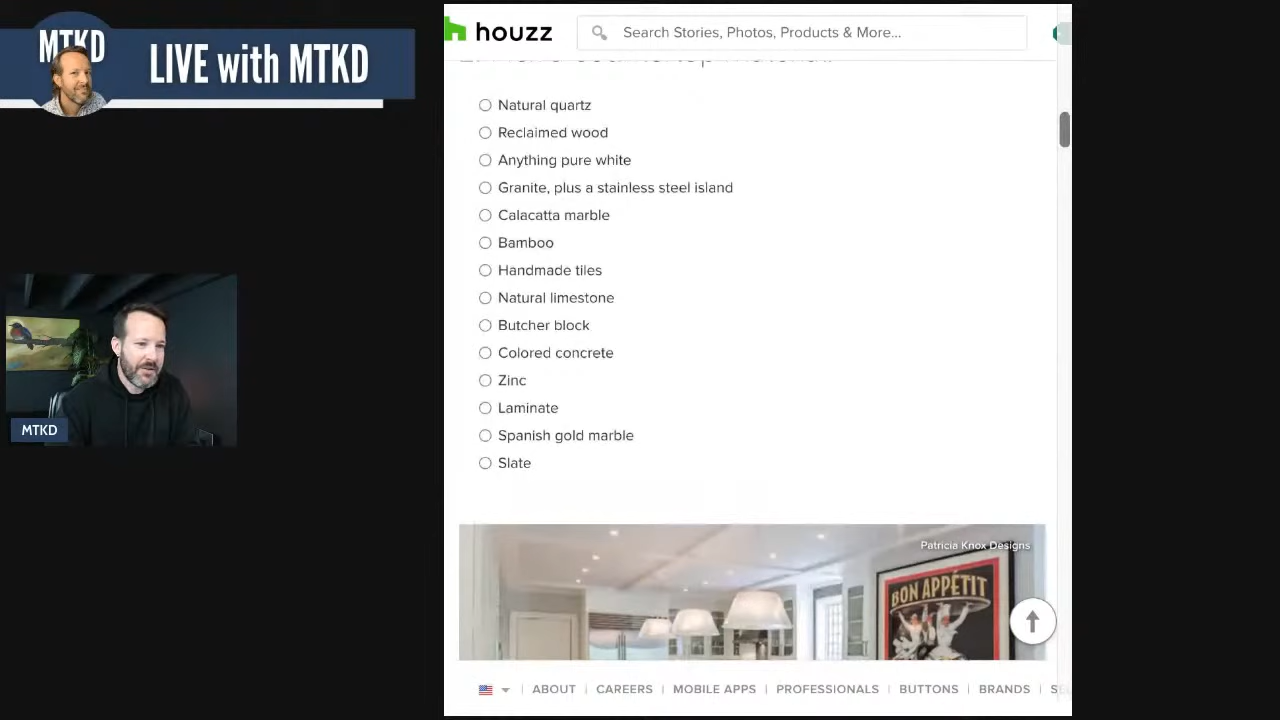 MTKD
LIVE with MTKD
MTKD
houzz
Search Stories, Photos, Products & More...
Natural quartz
Reclaimed wood
Anything pure white
Granite, plus a stainless steel island
Calacatta marble
Bamboo
Handmade tiles
Natural limestone
Butcher block
Colored concrete
Zinc
Laminate
Spanish gold marble
Slate
Patricia Knox Designs
BON APPÉTIT
ABOUT
CAREERS
MOBILE APPS
PROFESSIONALS
BUTTONS
BRANDS